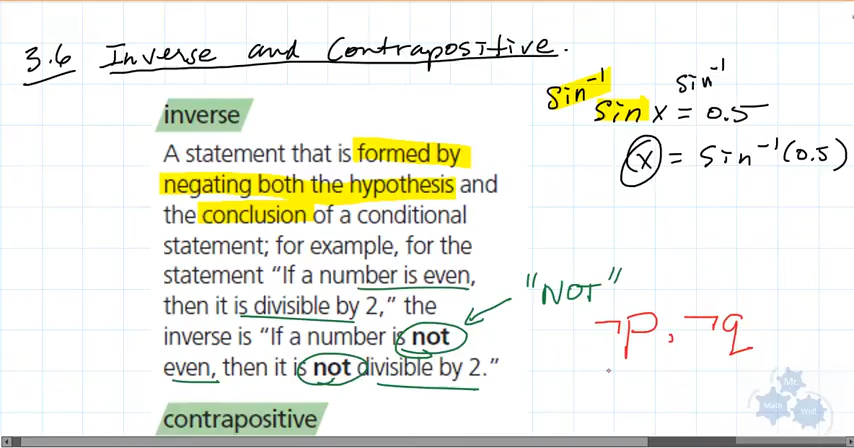 3.6 Inverse and Contrapositive.
inverse
A statement that is formed by
negating both the hypothesis and
the conclusion of a conditional
statement; for example, for the
statement “If a number is even,
then it is divisible by 2,” the
inverse is “If a number is not
even, then it is not divisible by 2.”
contrapositive
sin⁻¹
sin⁻¹ sin x = 0.5
x = sin⁻¹(0.5)
"NOT"
¬p, ¬q
Mr.
Math
Wall